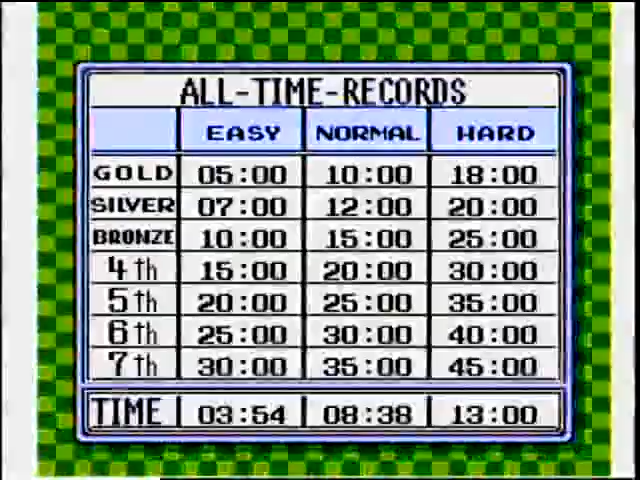 ALL-TIME-RECORDS
EASY NORMAL HARD
GOLD 05:00 10:00 18:00
SILVER 07:00 12:00 20:00
BRONZE 10:00 15:00 25:00
4th 15:00 20:00 30:00
5th 20:00 25:00 35:00
6th 25:00 30:00 40:00
7th 30:00 35:00 45:00
TIME 03:54 08:38 13:00